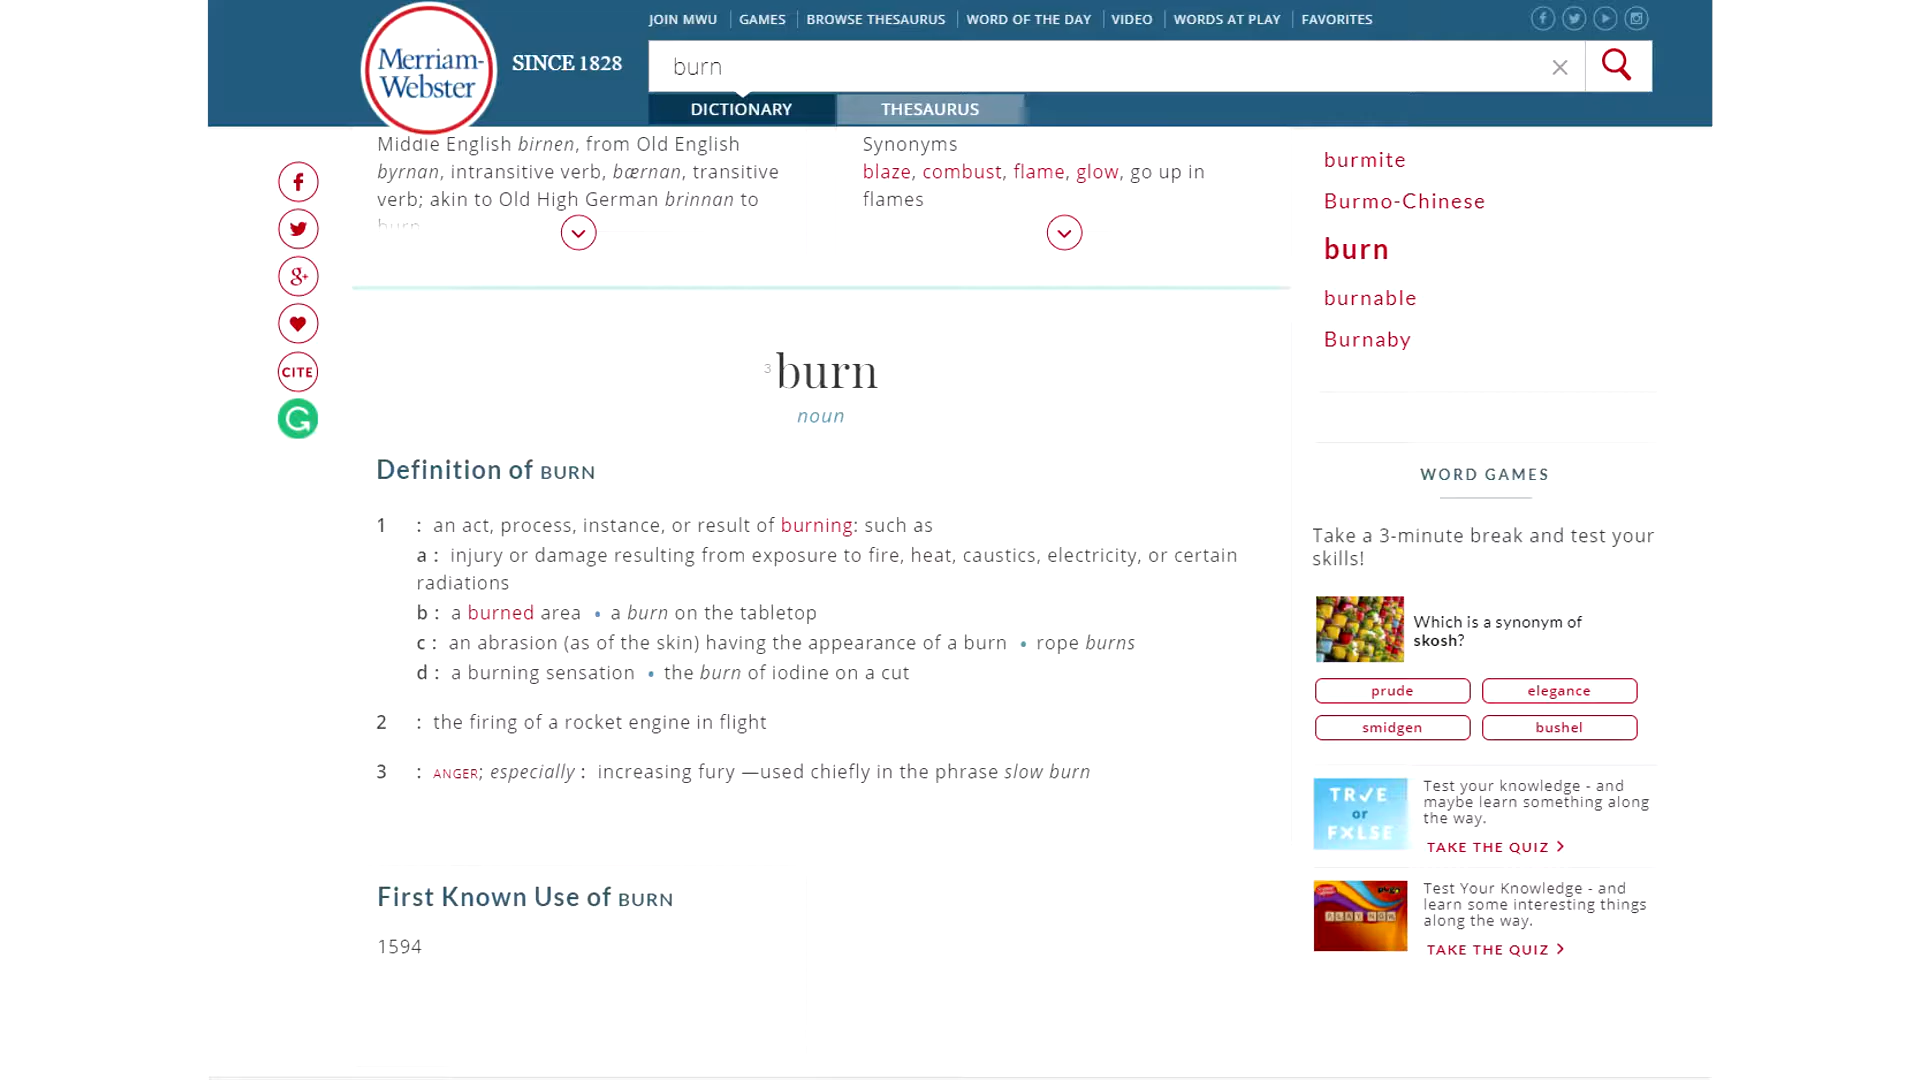 JOIN MWU GAMES BROWSE THESAURUS WORD OF THE DAY VIDEO WORDS AT PLAY FAVORITES
Merriam-
Webster
SINCE 1828
burn
DICTIONARY THESAURUS
Middle English birnen, from Old English
byrnan, intransitive verb, bærnan, transitive
verb; akin to Old High German brinnan to
burn
Synonyms
blaze, combust, flame, glow, go up in
flames
CITE
3 burn
noun
Definition of BURN
1 : an act, process, instance, or result of burning: such as
a : injury or damage resulting from exposure to fire, heat, caustics, electricity, or certain
radiations
b : a burned area • a burn on the tabletop
c : an abrasion (as of the skin) having the appearance of a burn • rope burns
d : a burning sensation • the burn of iodine on a cut
2 : the firing of a rocket engine in flight
3 : ANGER; especially : increasing fury —used chiefly in the phrase slow burn
First Known Use of BURN
1594
burmite
Burmo-Chinese
burn
burnable
Burnaby
WORD GAMES
Take a 3-minute break and test your
skills!
Which is a synonym of
skosh?
prude elegance
smidgen bushel
TR✓E
or
FXLSE
Test your knowledge - and
maybe learn something along
the way.
TAKE THE QUIZ >
PLAY NOW
Test Your Knowledge - and
learn some interesting things
along the way.
TAKE THE QUIZ >